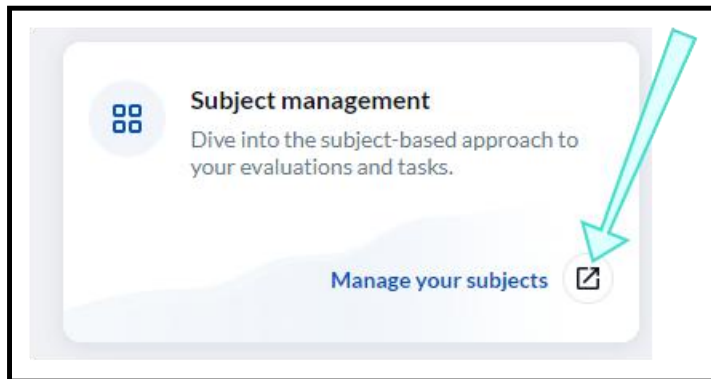 Subject management
Dive into the subject-based approach to
your evaluations and tasks.
Manage your subjects